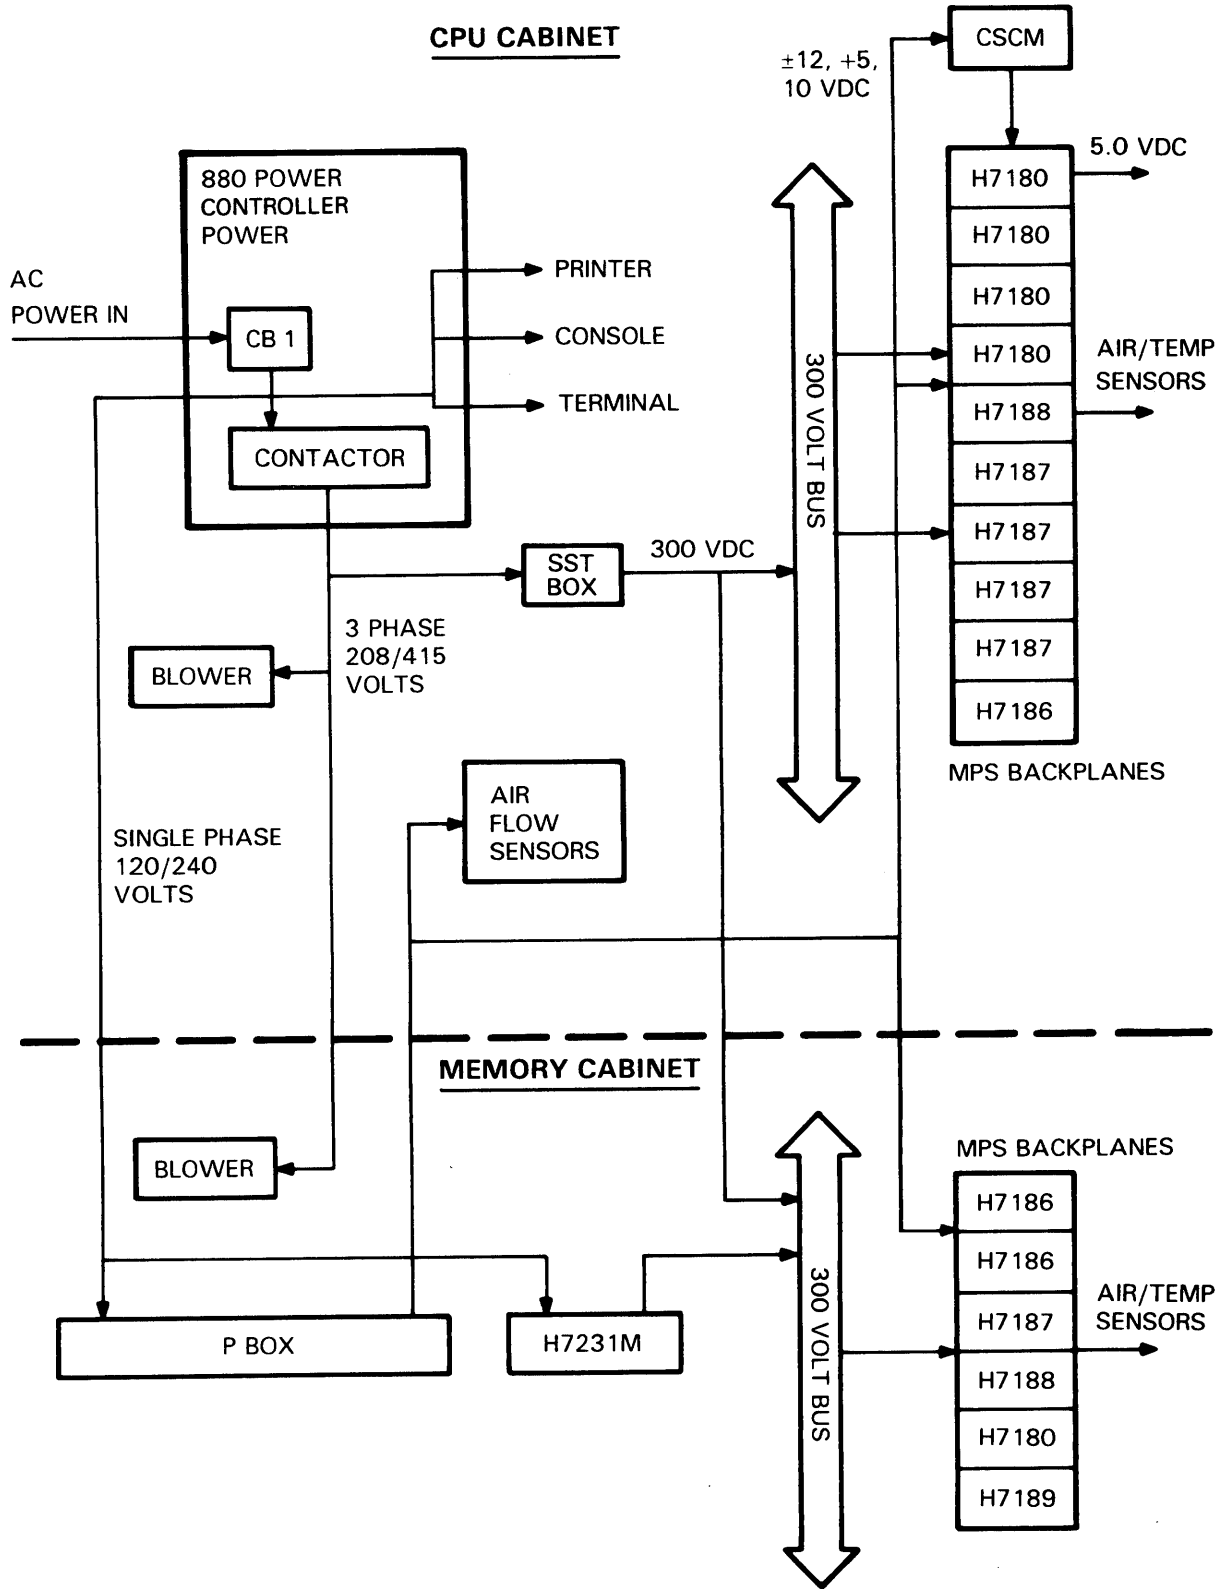 CPU CABINET
CSCM
±12, +5,
10 VDC
5.0 VDC
H7180
H7180
H7180
H7180
H7188
H7187
H7187
H7187
H7187
H7186
AIR/TEMP
SENSORS
MPS BACKPLANES
880 POWER
CONTROLLER
POWER
AC
POWER IN
CB 1
CONTACTOR
PRINTER
CONSOLE
TERMINAL
300 VOLT BUS
SST
BOX
300 VDC
3 PHASE
208/415
VOLTS
BLOWER
AIR
FLOW
SENSORS
SINGLE PHASE
120/240
VOLTS
MEMORY CABINET
BLOWER
MPS BACKPLANES
H7186
H7186
H7187
H7188
H7180
H7189
AIR/TEMP
SENSORS
300 VOLT BUS
P BOX
H7231M